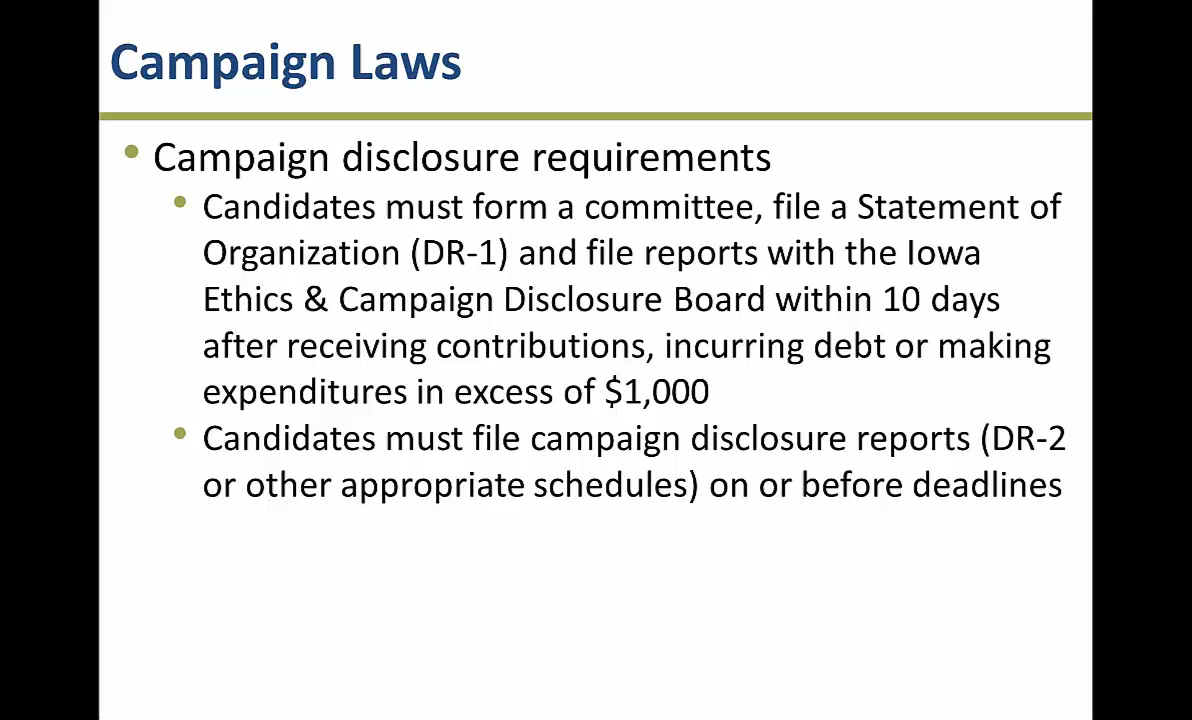 Campaign Laws
• Campaign disclosure requirements
• Candidates must form a committee, file a Statement of
Organization (DR-1) and file reports with the Iowa
Ethics & Campaign Disclosure Board within 10 days
after receiving contributions, incurring debt or making
expenditures in excess of $1,000
• Candidates must file campaign disclosure reports (DR-2
or other appropriate schedules) on or before deadlines